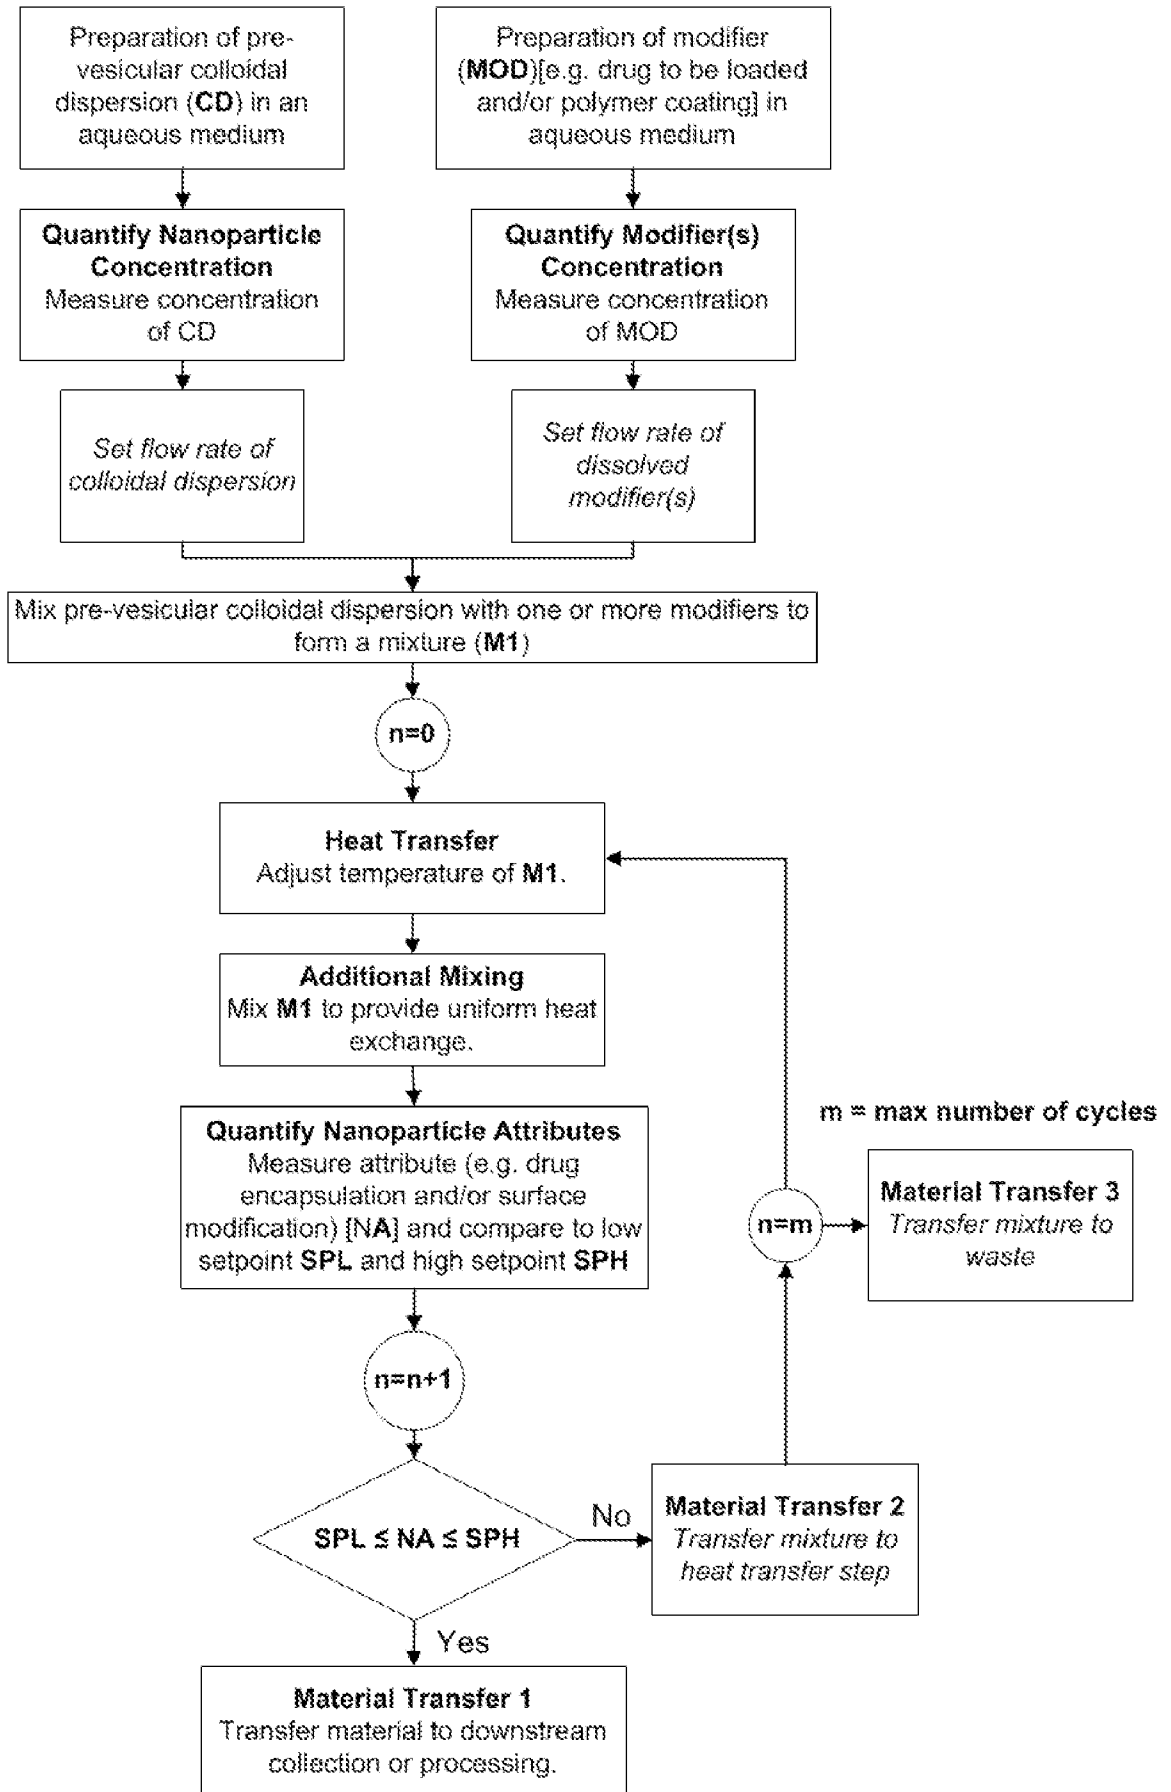 Preparation of pre-
vesicular colloidal
dispersion (CD) in an
aqueous medium
Preparation of modifier
(MOD)[e.g. drug to be loaded
and/or polymer coating] in
aqueous medium
Quantify Nanoparticle
Concentration
Measure concentration
of CD
Quantify Modifier(s)
Concentration
Measure concentration
of MOD
Set flow rate of
colloidal dispersion
Set flow rate of
dissolved
modifier(s)
Mix pre-vesicular colloidal dispersion with one or more modifiers to
form a mixture (M1)
n=0
Heat Transfer
Adjust temperature of M1.
Additional Mixing
Mix M1 to provide uniform heat
exchange.
Quantify Nanoparticle Attributes
Measure attribute (e.g. drug
encapsulation and/or surface
modification) [NA] and compare to low
setpoint SPL and high setpoint SPH
m = max number of cycles
n=m
Material Transfer 3
Transfer mixture to
waste
n=n+1
SPL ≤ NA ≤ SPH
No
Material Transfer 2
Transfer mixture to
heat transfer step
Yes
Material Transfer 1
Transfer material to downstream
collection or processing.